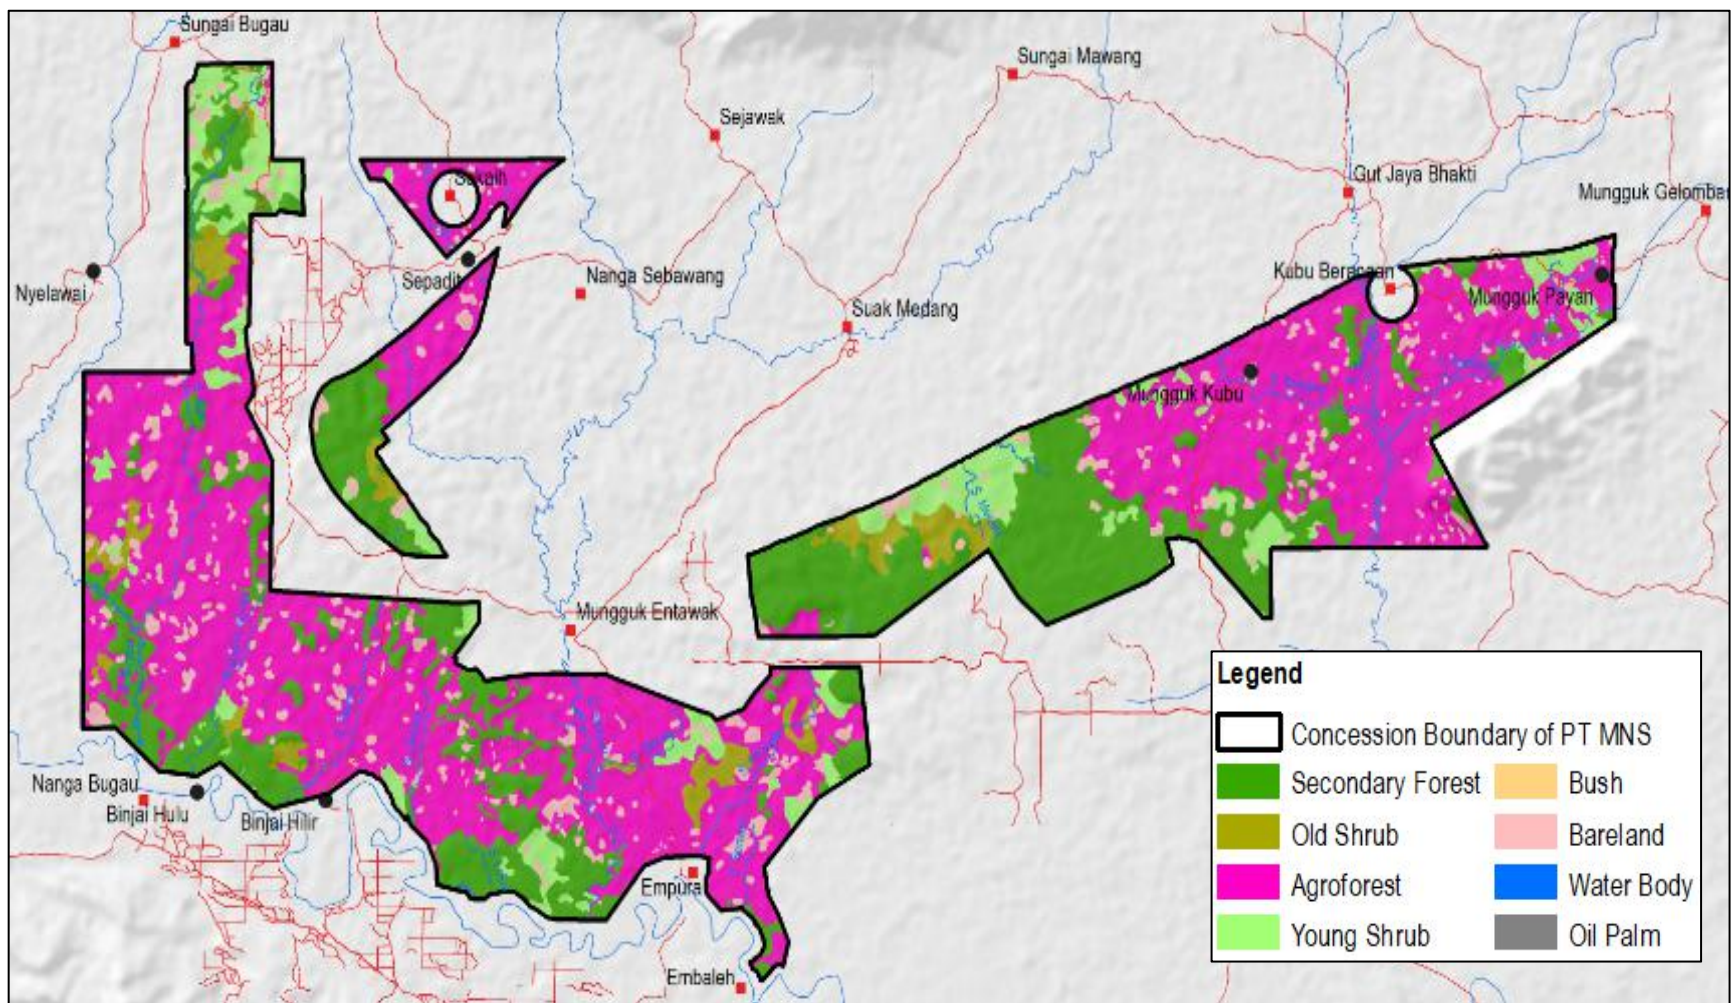 Sungai Bugau
Sungai Mawang
Sejawak
Sekaih
Gut Jaya Bhakti
Mungguk Gelombang
Nyelawai
Sepadit
Nanga Sebawang
Kubu Beracaan
Mungguk Payan
Suak Medang
Mungguk Kubu
Mungguk Entawak
Nanga Bugau
Binjai Hulu
Binjai Hilir
Empura
Embaleh
Legend
Concession Boundary of PT MNS
Secondary Forest
Bush
Old Shrub
Bareland
Agroforest
Water Body
Young Shrub
Oil Palm